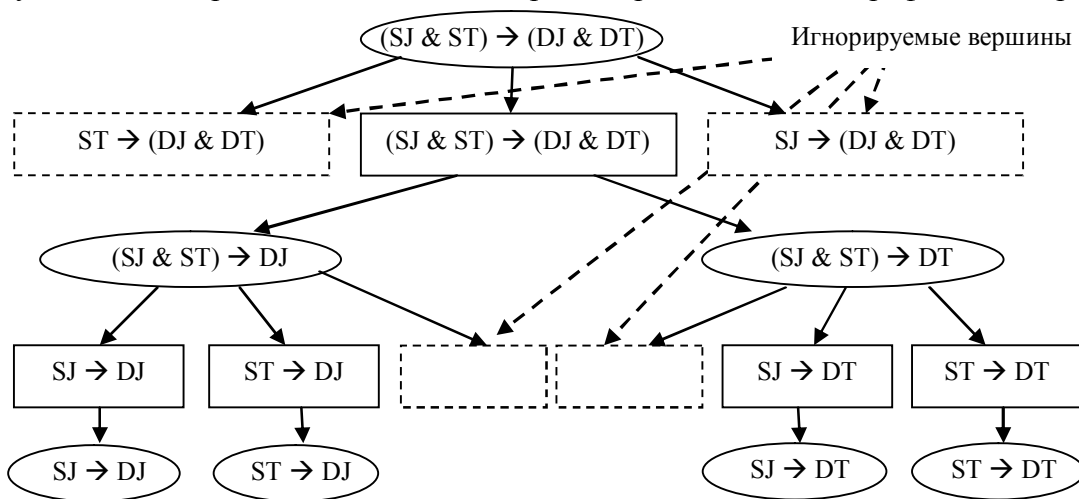 (SJ & ST) → (DJ & DT)
Игнорируемые вершины
ST → (DJ & DT)
(SJ & ST) → (DJ & DT)
SJ → (DJ & DT)
(SJ & ST) → DJ
(SJ & ST) → DT
SJ → DJ
ST → DJ
SJ → DT
ST → DT
SJ → DJ
ST → DJ
SJ → DT
ST → DT